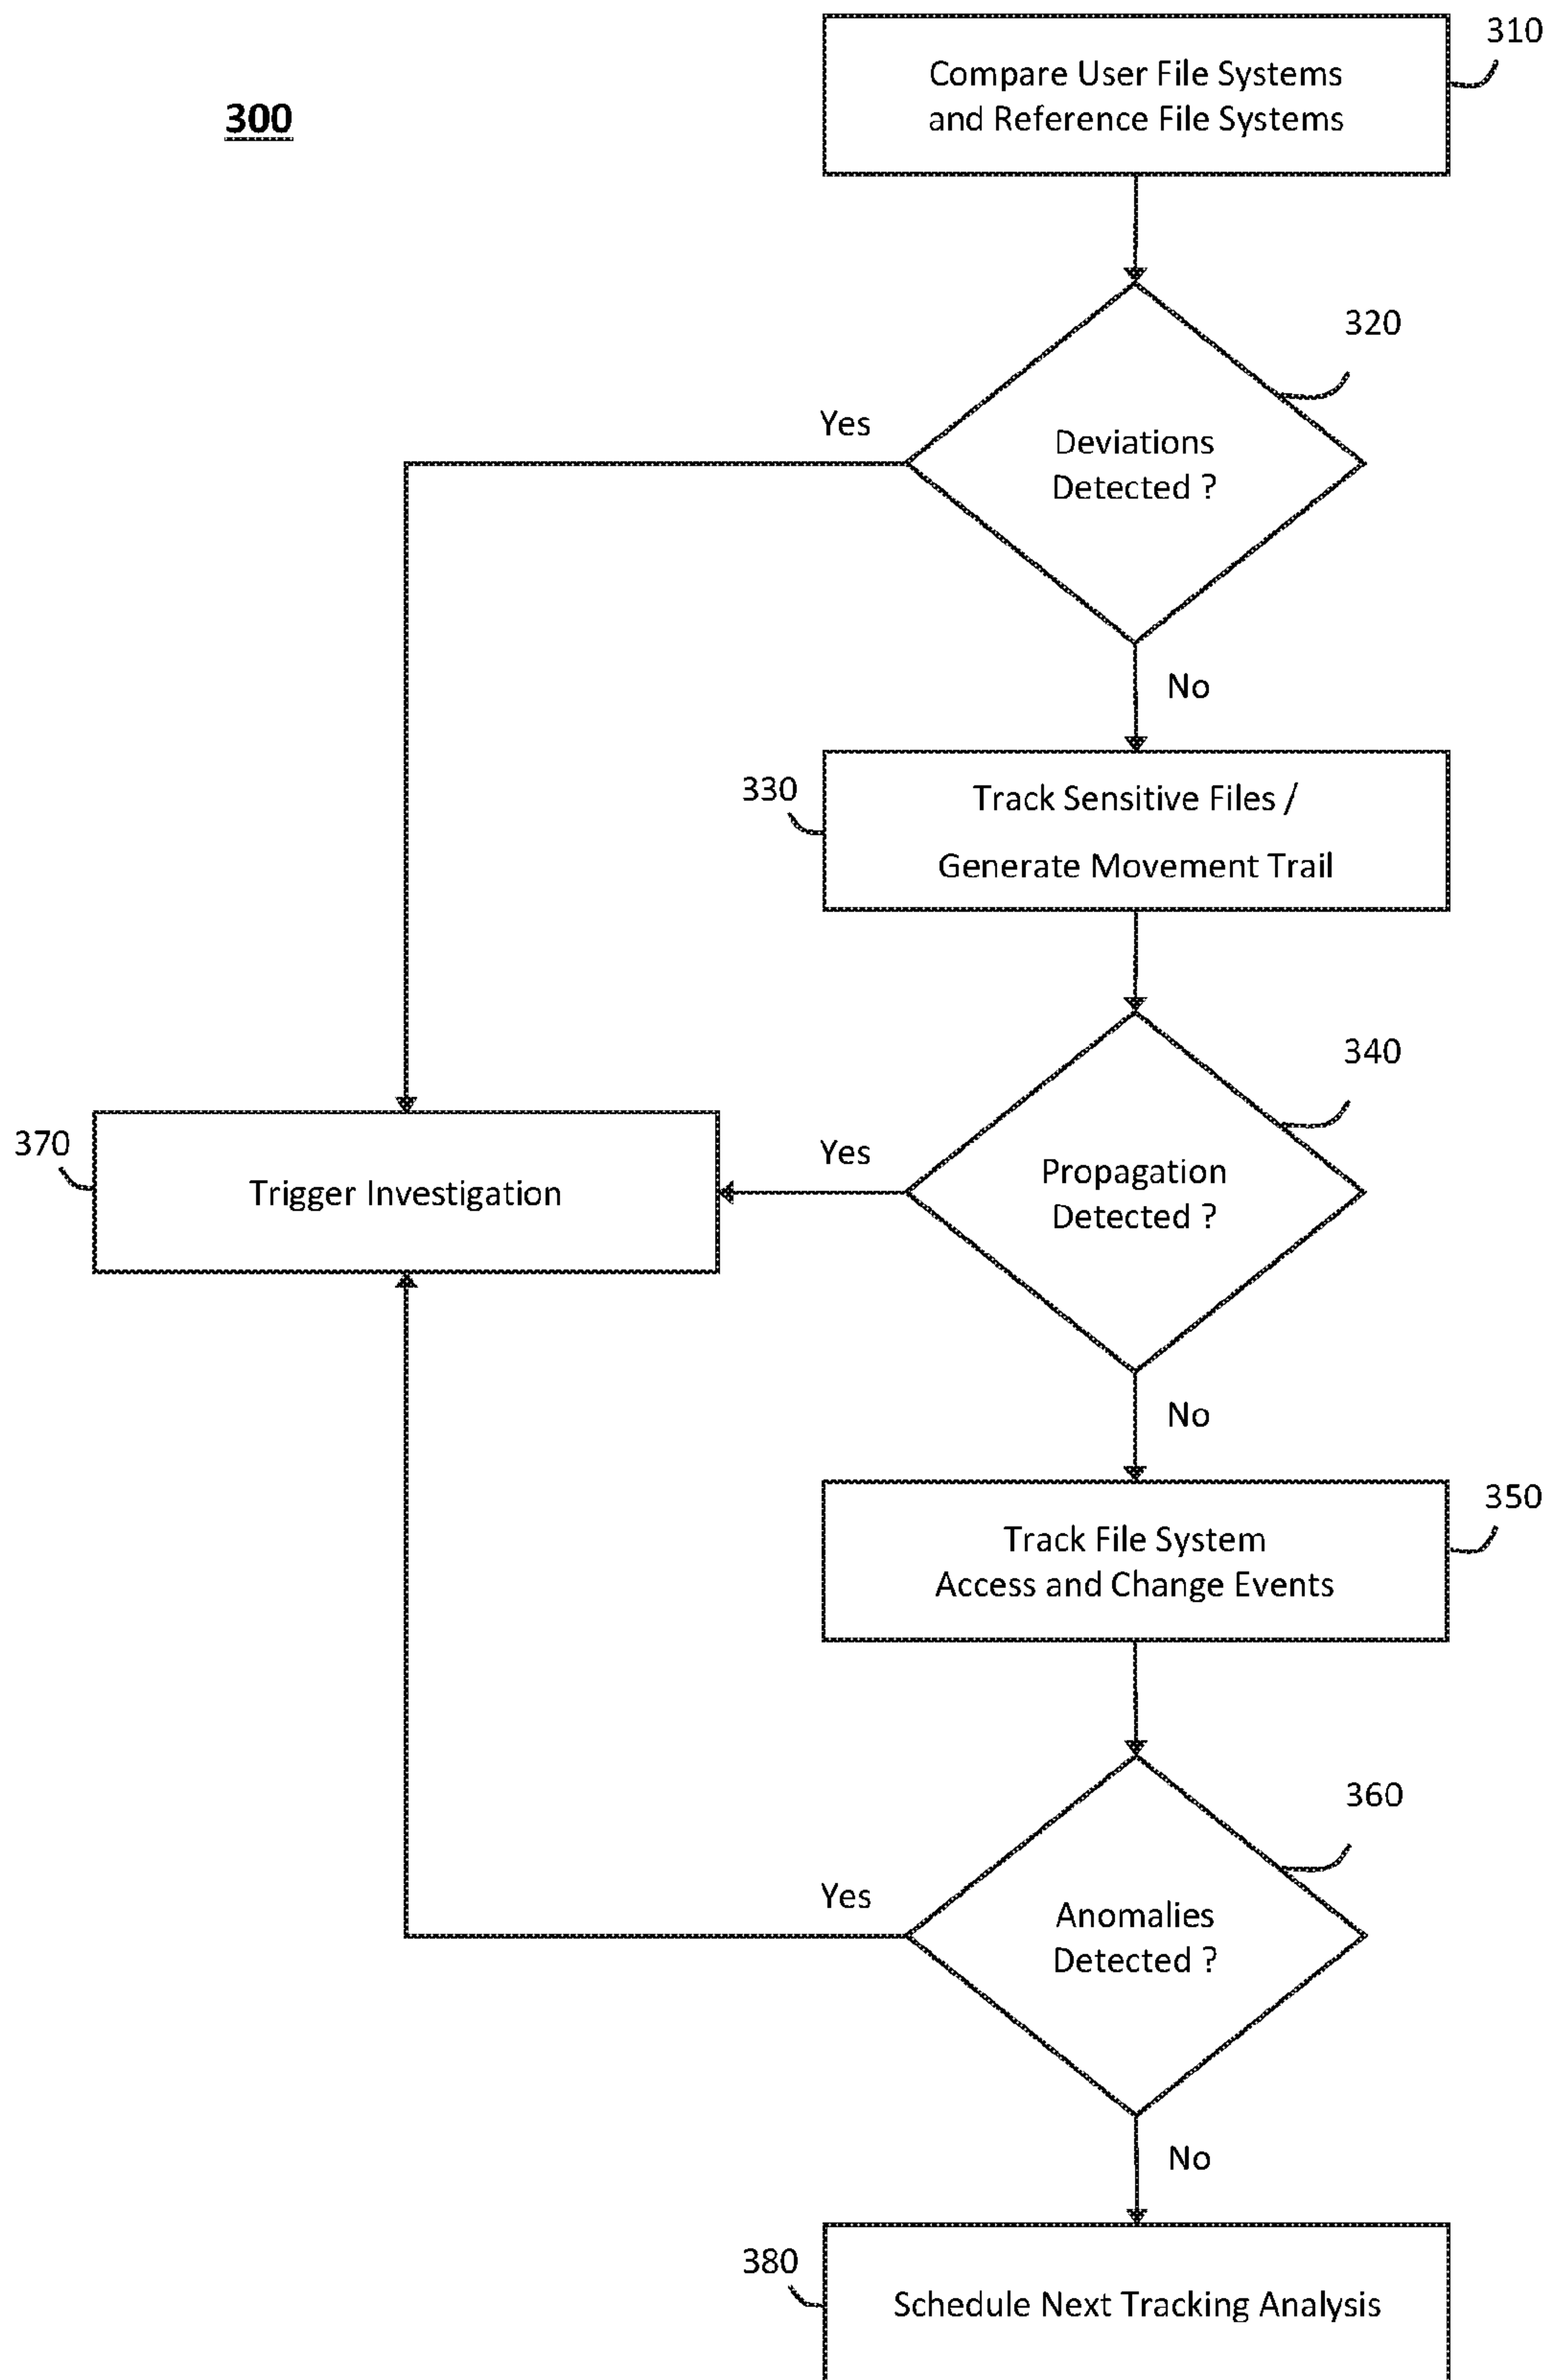 310
Compare User File Systems
and Reference File Systems
300
320
Yes
Deviations
Detected ?
No
330
Track Sensitive Files /
Generate Movement Trail
340
370
Yes
Trigger Investigation
Propagation
Detected ?
No
350
Track File System
Access and Change Events
360
Yes
Anomalies
Detected ?
No
380
Schedule Next Tracking Analysis